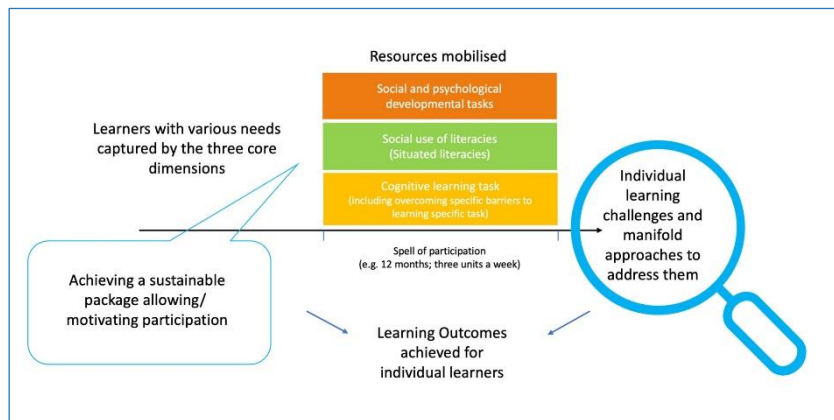 Resources mobilised
Social and psychological
developmental tasks
Learners with various needs
captured by the three core
dimensions
Social use of literacies
(Situated literacies)
Cognitive learning task
(including overcoming specific barriers to
learning specific task)
Individual
learning
challenges and
manifold
approaches to
address them
Spell of participation
(e.g. 12 months; three units a week)
Achieving a sustainable
package allowing/
motivating participation
Learning Outcomes
achieved for
individual learners